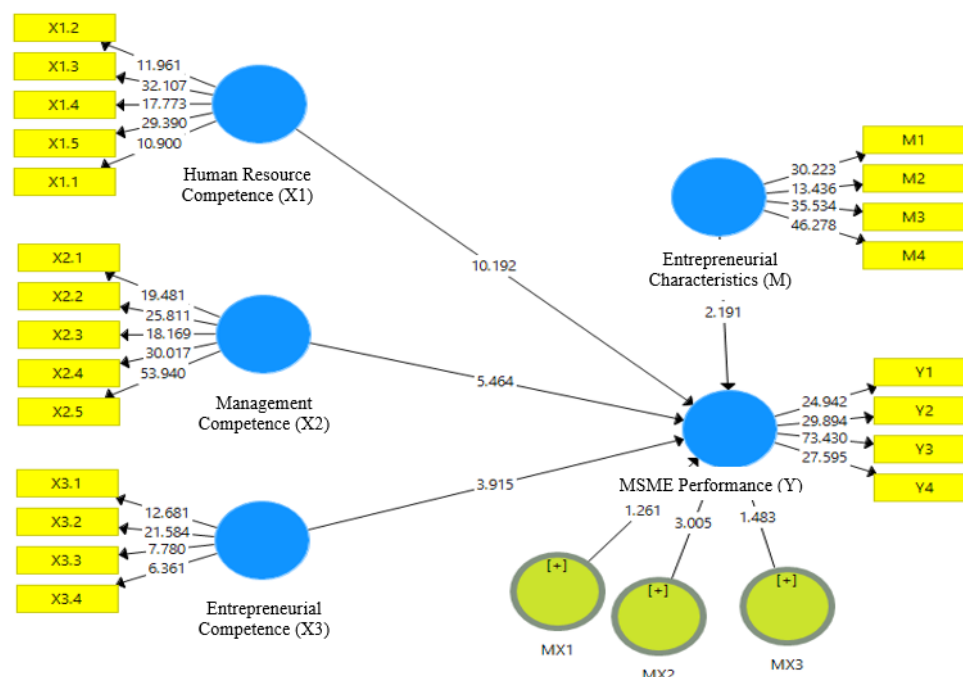 X1.2
11.961
X1.3
32.107
X1.4
17.773
X1.5
29.390
X1.1
10.900
Human Resource
Competence (X1)
10.192
M1
30.223
M2
13.436
M3
35.534
M4
46.278
Entrepreneurial
Characteristics (M)
2.191
X2.1
19.481
X2.2
25.811
X2.3
18.169
X2.4
30.017
X2.5
53.940
Management
Competence (X2)
5.464
Y1
24.942
Y2
29.894
Y3
73.430
Y4
27.595
MSME Performance (Y)
X3.1
12.681
X3.2
21.584
X3.3
7.780
X3.4
6.361
Entrepreneurial
Competence (X3)
3.915
1.261
3.005
1.483
[+]
[+]
[+]
MX1
MX2
MX3